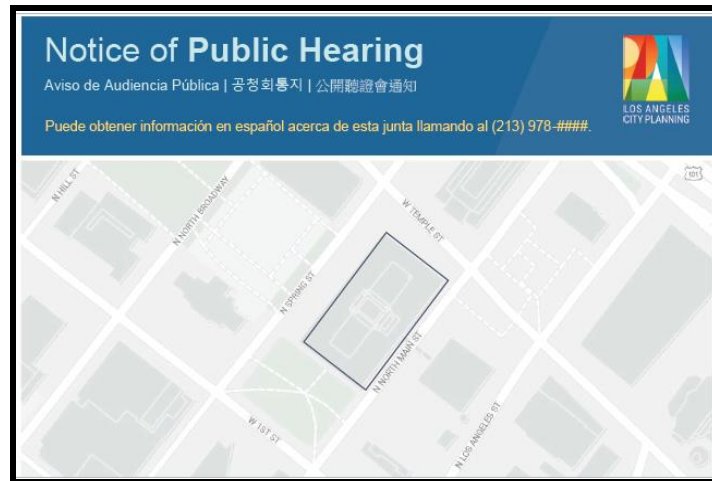 Notice of Public Hearing
Aviso de Audiencia Pública | 공청회통지 | 公開聽證會通知
Puede obtener información en español acerca de esta junta llamando al (213) 978-####.
LOS ANGELES
CITY PLANNING
N HILL ST
N NORTH BROADWAY
W TEMPLE ST
101
N SPRING ST
N NORTH MAIN ST
W 1ST ST
N LOS ANGELES ST